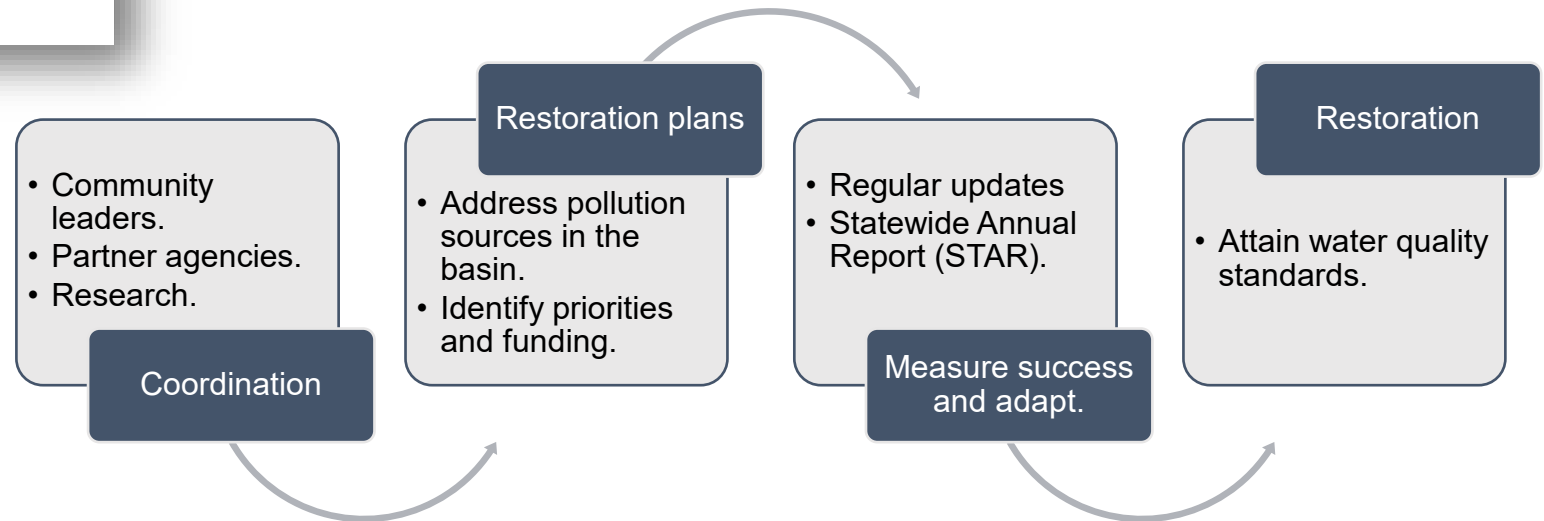 • Community
leaders.
• Partner agencies.
• Research.
Coordination
Restoration plans
• Address pollution
sources in the
basin.
• Identify priorities
and funding.
• Regular updates
• Statewide Annual
Report (STAR).
Measure success
and adapt.
Restoration
• Attain water quality
standards.